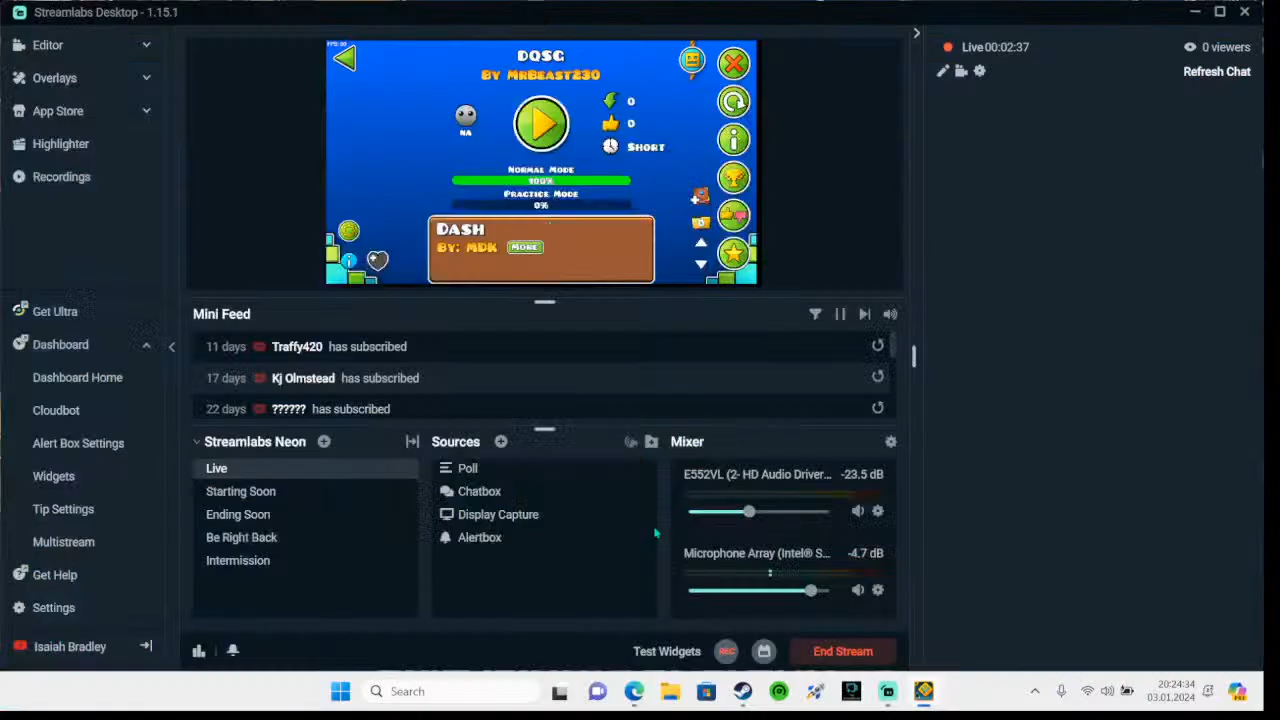 Streamlabs Desktop - 1.15.1
Editor
Overlays
App Store
Highlighter
Recordings
Get Ultra
Dashboard
Dashboard Home
Cloudbot
Alert Box Settings
Widgets
Tip Settings
Multistream
Get Help
Settings
Isaiah Bradley
DQSG
By MrBeast230
NA
0
0
Short
Normal Mode
100%
Practice Mode
0%
Dash
By: MDK More
Live 00:02:37
0 viewers
Refresh Chat
Mini Feed
11 days Traffy420 has subscribed
17 days Kj Olmstead has subscribed
22 days ?????? has subscribed
Streamlabs Neon
Live
Starting Soon
Ending Soon
Be Right Back
Intermission
Sources
Poll
Chatbox
Display Capture
Alertbox
Mixer
E552VL (2- HD Audio Driver... -23.5 dB
Microphone Array (Intel® S... -4.7 dB
Test Widgets
REC
End Stream
Search
20:24:34
03.01.2024